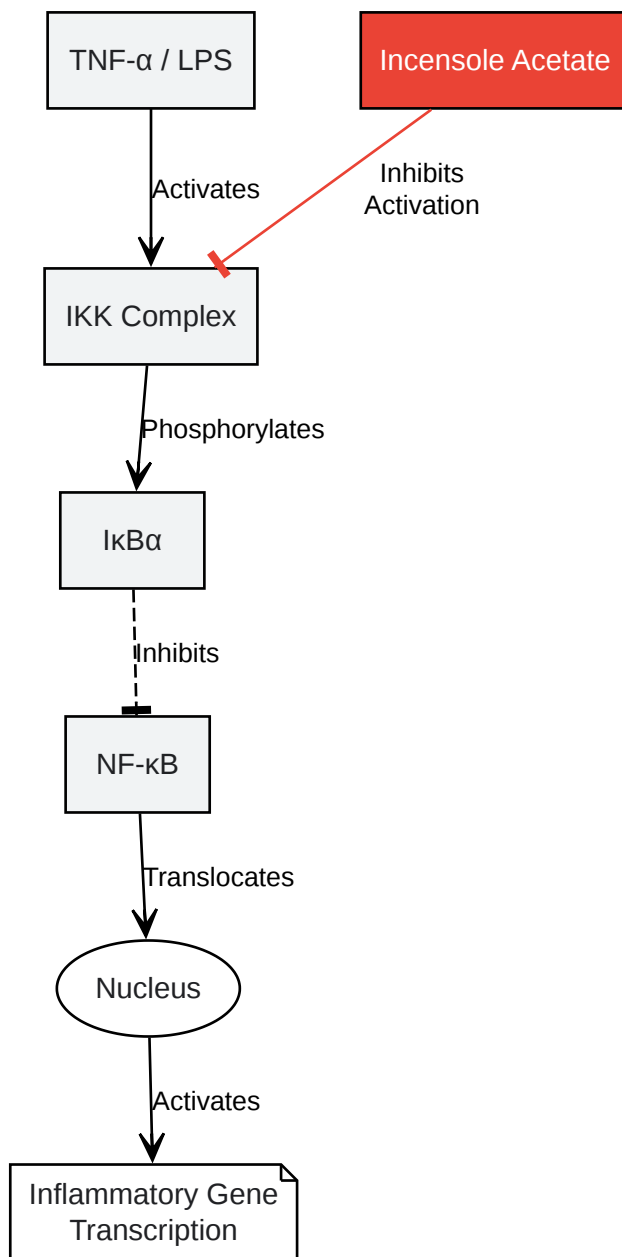 TNF-α / LPS
Incensole Acetate
Activates
Inhibits
Activation
IKK Complex
Phosphorylates
IκBα
Inhibits
NF-κB
Translocates
Nucleus
Activates
Inflammatory Gene
Transcription